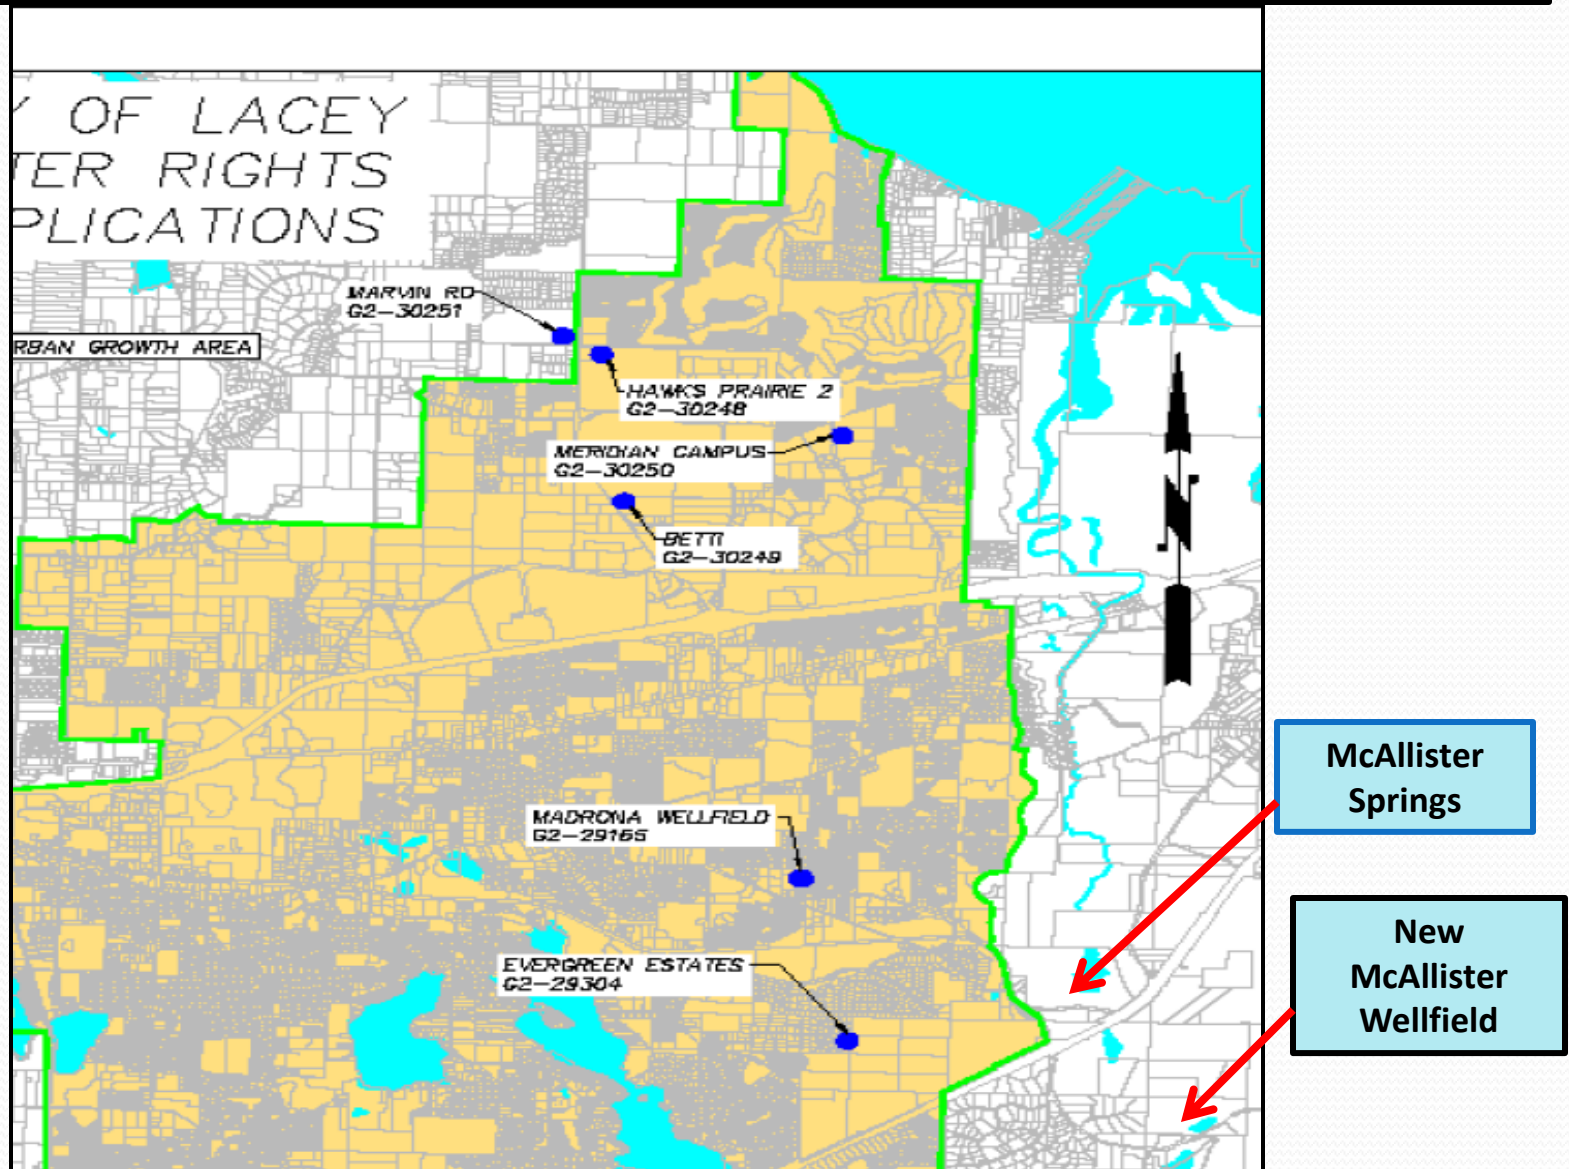 Y OF LACEY
TER RIGHTS
PLICATIONS
MARVIN RD
G2-30251
RBAN GROWTH AREA
HAWKS PRAIRIE 2
G2-30248
MERIDIAN CAMPUS
G2-30250
BETTI
G2-30249
N
McAllister
Springs
MADRONA WELLFIELD
G2-29165
New
McAllister
Wellfield
EVERGREEN ESTATES
G2-29304